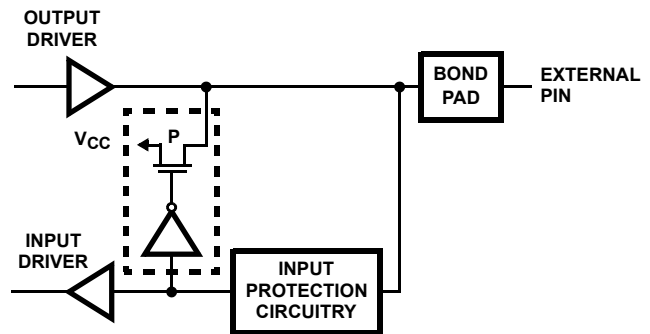 OUTPUT
DRIVER
BOND
PAD
EXTERNAL
PIN
VCC
P
INPUT
DRIVER
INPUT
PROTECTION
CIRCUITRY